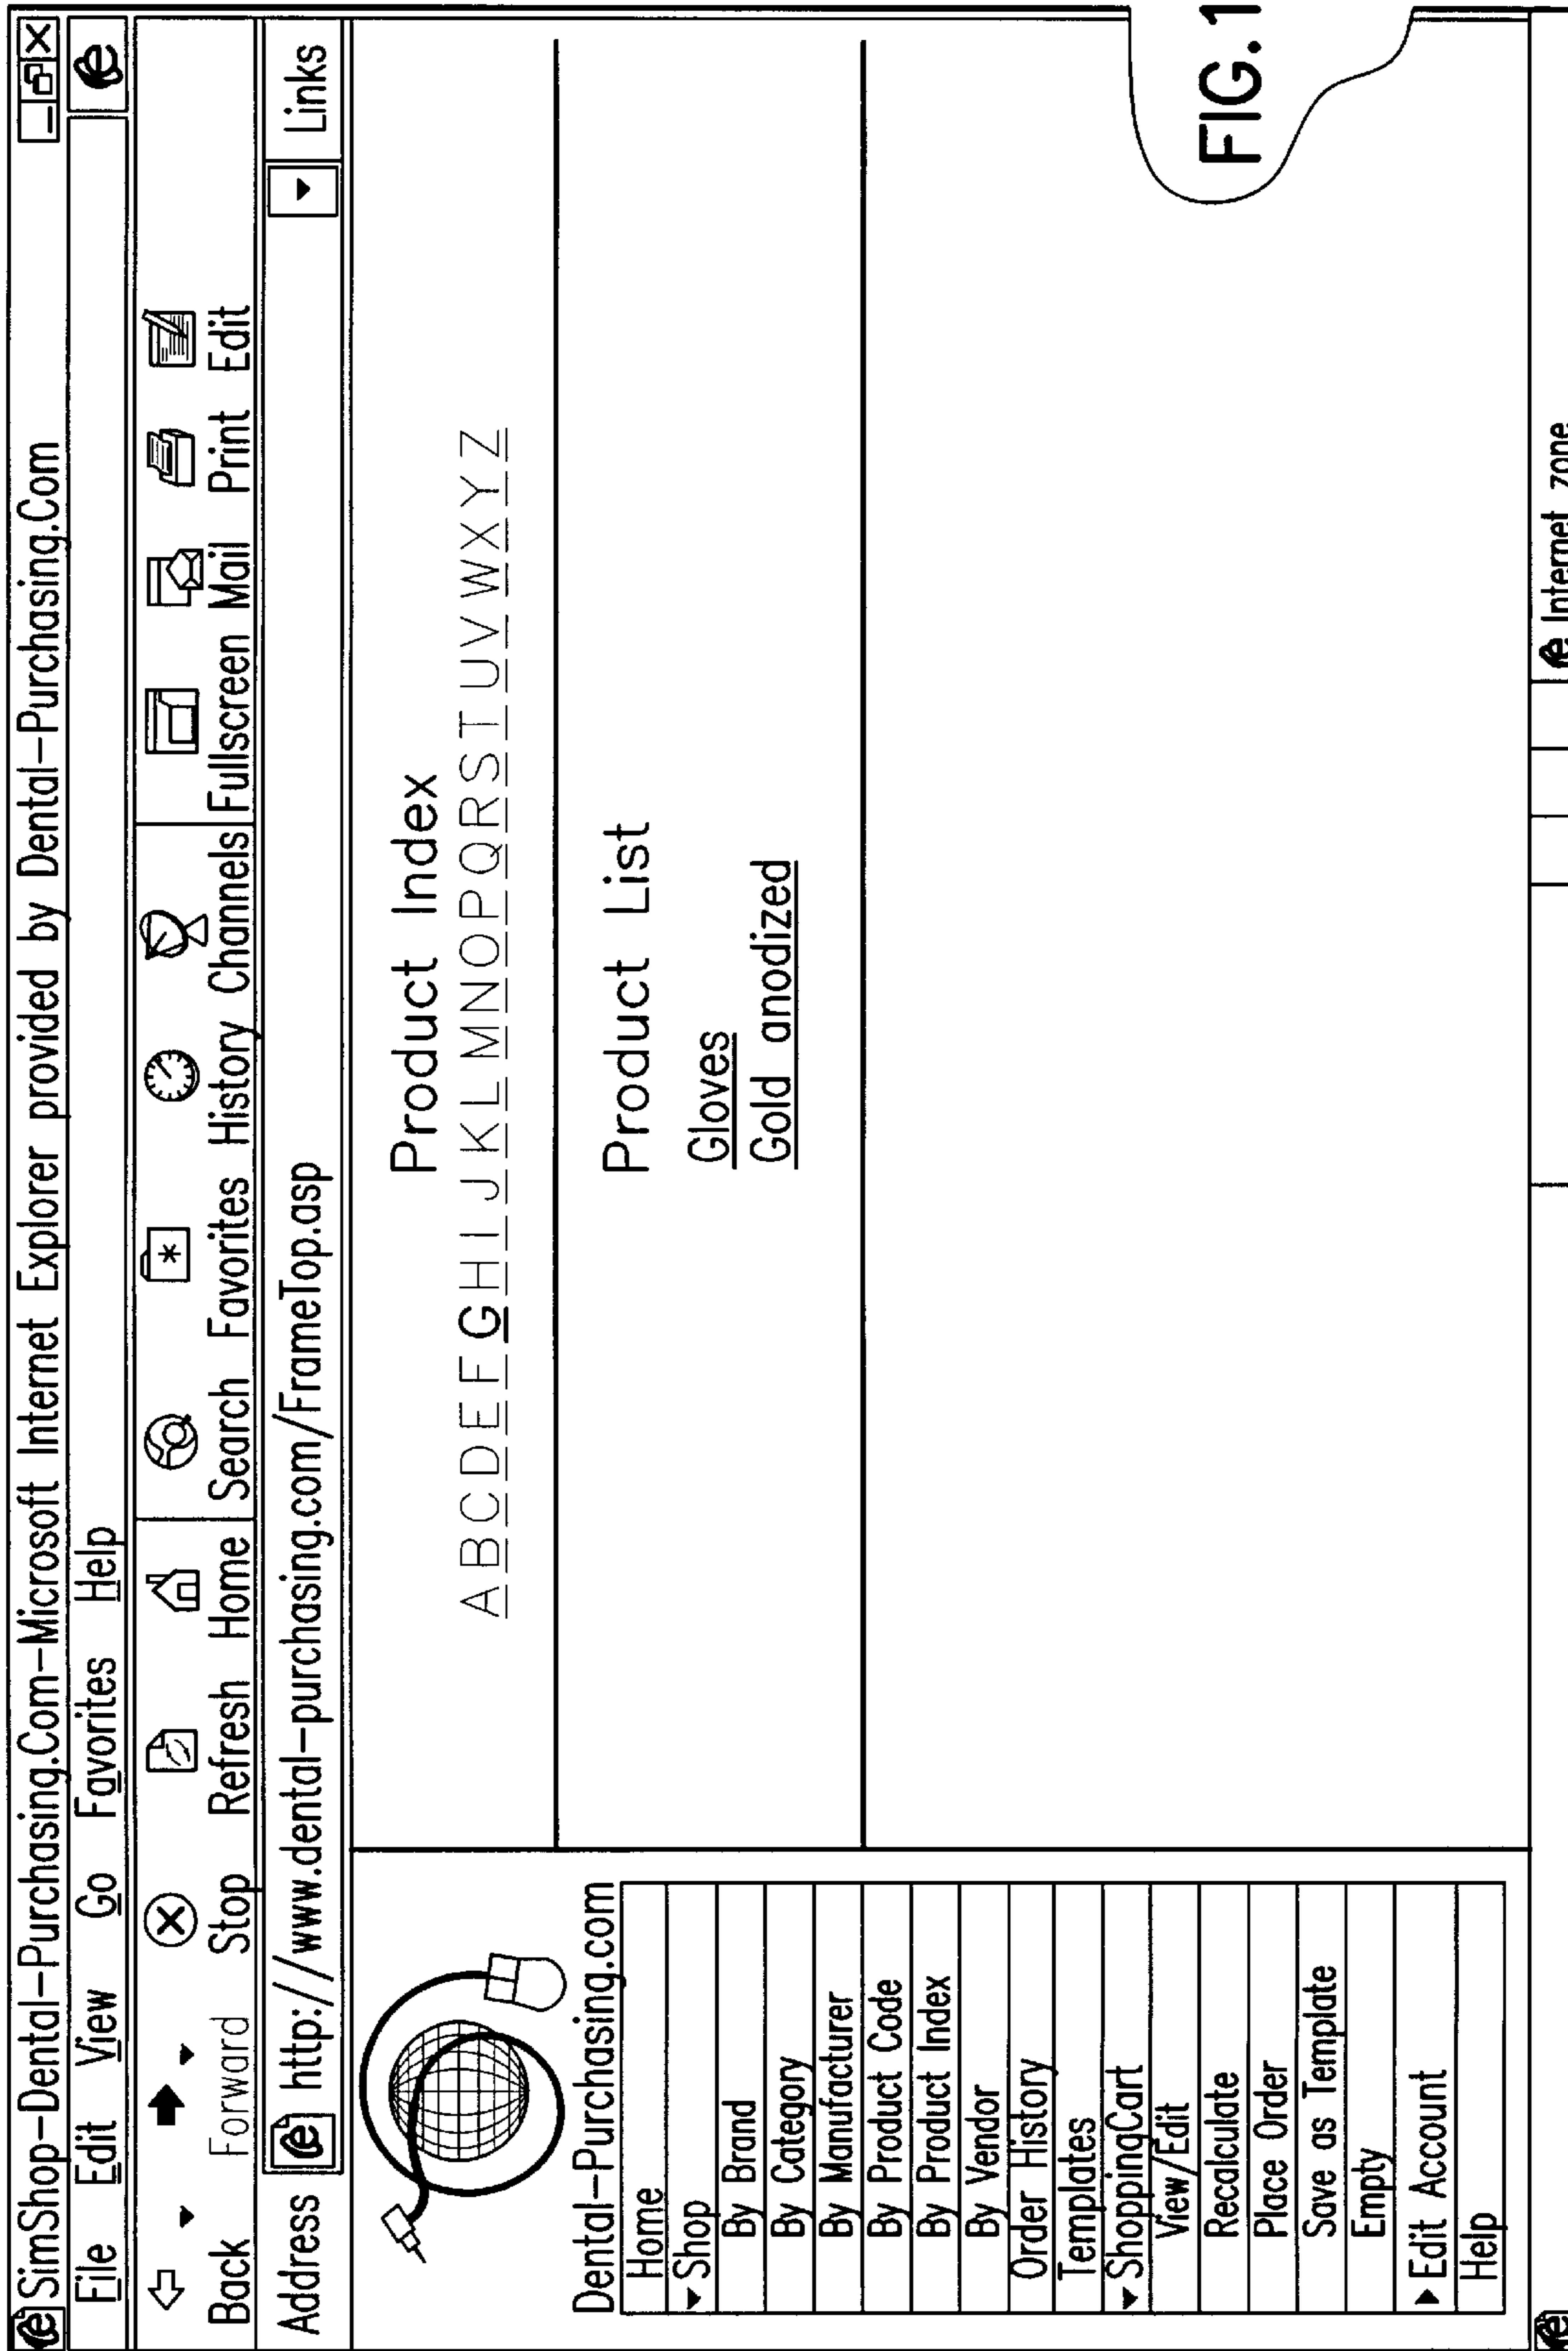 SimShop-Dental-Purchasing.Com-Microsoft Internet Explorer provided by Dental-Purchasing.Com
File Edit View Go Favorites Help
Back Forward Stop Refresh Home Search Favorites History Channels Fullscreen Mail Print Edit
Address http://www.dental-purchasing.com/FrameTop.asp Links
Dental-Purchasing.com
Home
Shop
By Brand
By Category
By Manufacturer
By Product Code
By Product Index
By Vendor
Order History
Templates
ShoppingCart
View/Edit
Recalculate
Place Order
Save as Template
Empty
Edit Account
Help
Product Index
A B C D E F G H I J K L M N O P Q R S T U V W X Y Z
Product List
Gloves
Gold anodized
FIG.1
Internet zone